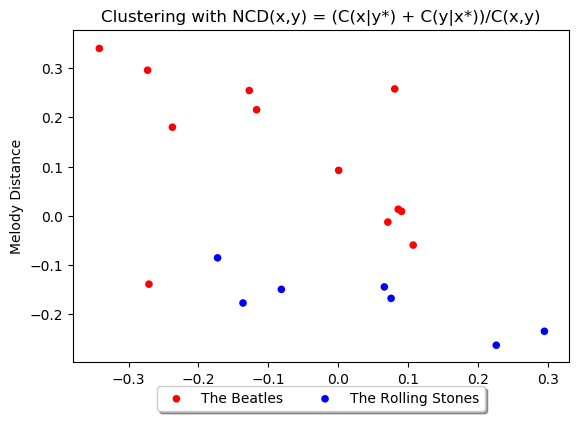 Clustering with NCD(x,y) = (C(x|y*) + C(y|x*))/C(x,y)
0.3
0.2
0.1
0.0
−0.1
−0.2
Melody Distance
−0.3 −0.2 −0.1 0.0 0.1 0.2 0.3
The Beatles The Rolling Stones